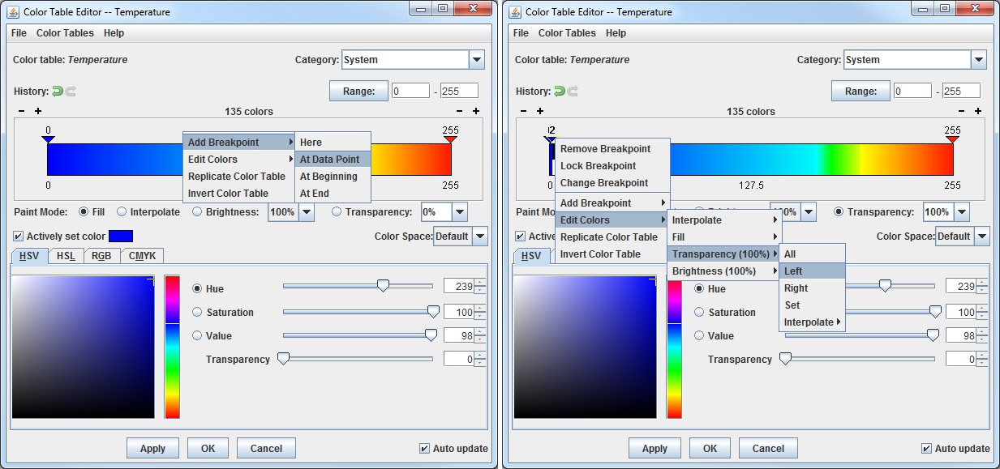 Color Table Editor -- Temperature
File Color Tables Help
Color table: Temperature Category: System
History: Range: 0 - 255
- + 135 colors - +
0 255
Add Breakpoint Here
Edit Colors At Data Point
Replicate Color Table At Beginning
Invert Color Table At End
0 255
Paint Mode: Fill Interpolate Brightness: 100% Transparency: 0%
Actively set color Color Space: Default
HSV HSL RGB CMYK
Hue 239
Saturation 100
Value 98
Transparency 0
Apply OK Cancel Auto update
Color Table Editor -- Temperature
File Color Tables Help
Color table: Temperature Category: System
History: Range: 0 - 255
- + 135 colors - +
255
Remove Breakpoint
Lock Breakpoint
Change Breakpoint
0 127.5 255
Add Breakpoint
Paint Mo 100% Transparency: 100%
Edit Colors Interpolate
Replicate Color Table Fill
Active Color Space: Default
Invert Color Table Transparency (100%) All
HSV Brightness (100%) Left
Right
Set
Interpolate
Hue 239
Saturation 100
Value 98
Transparency 0
Apply OK Cancel Auto update